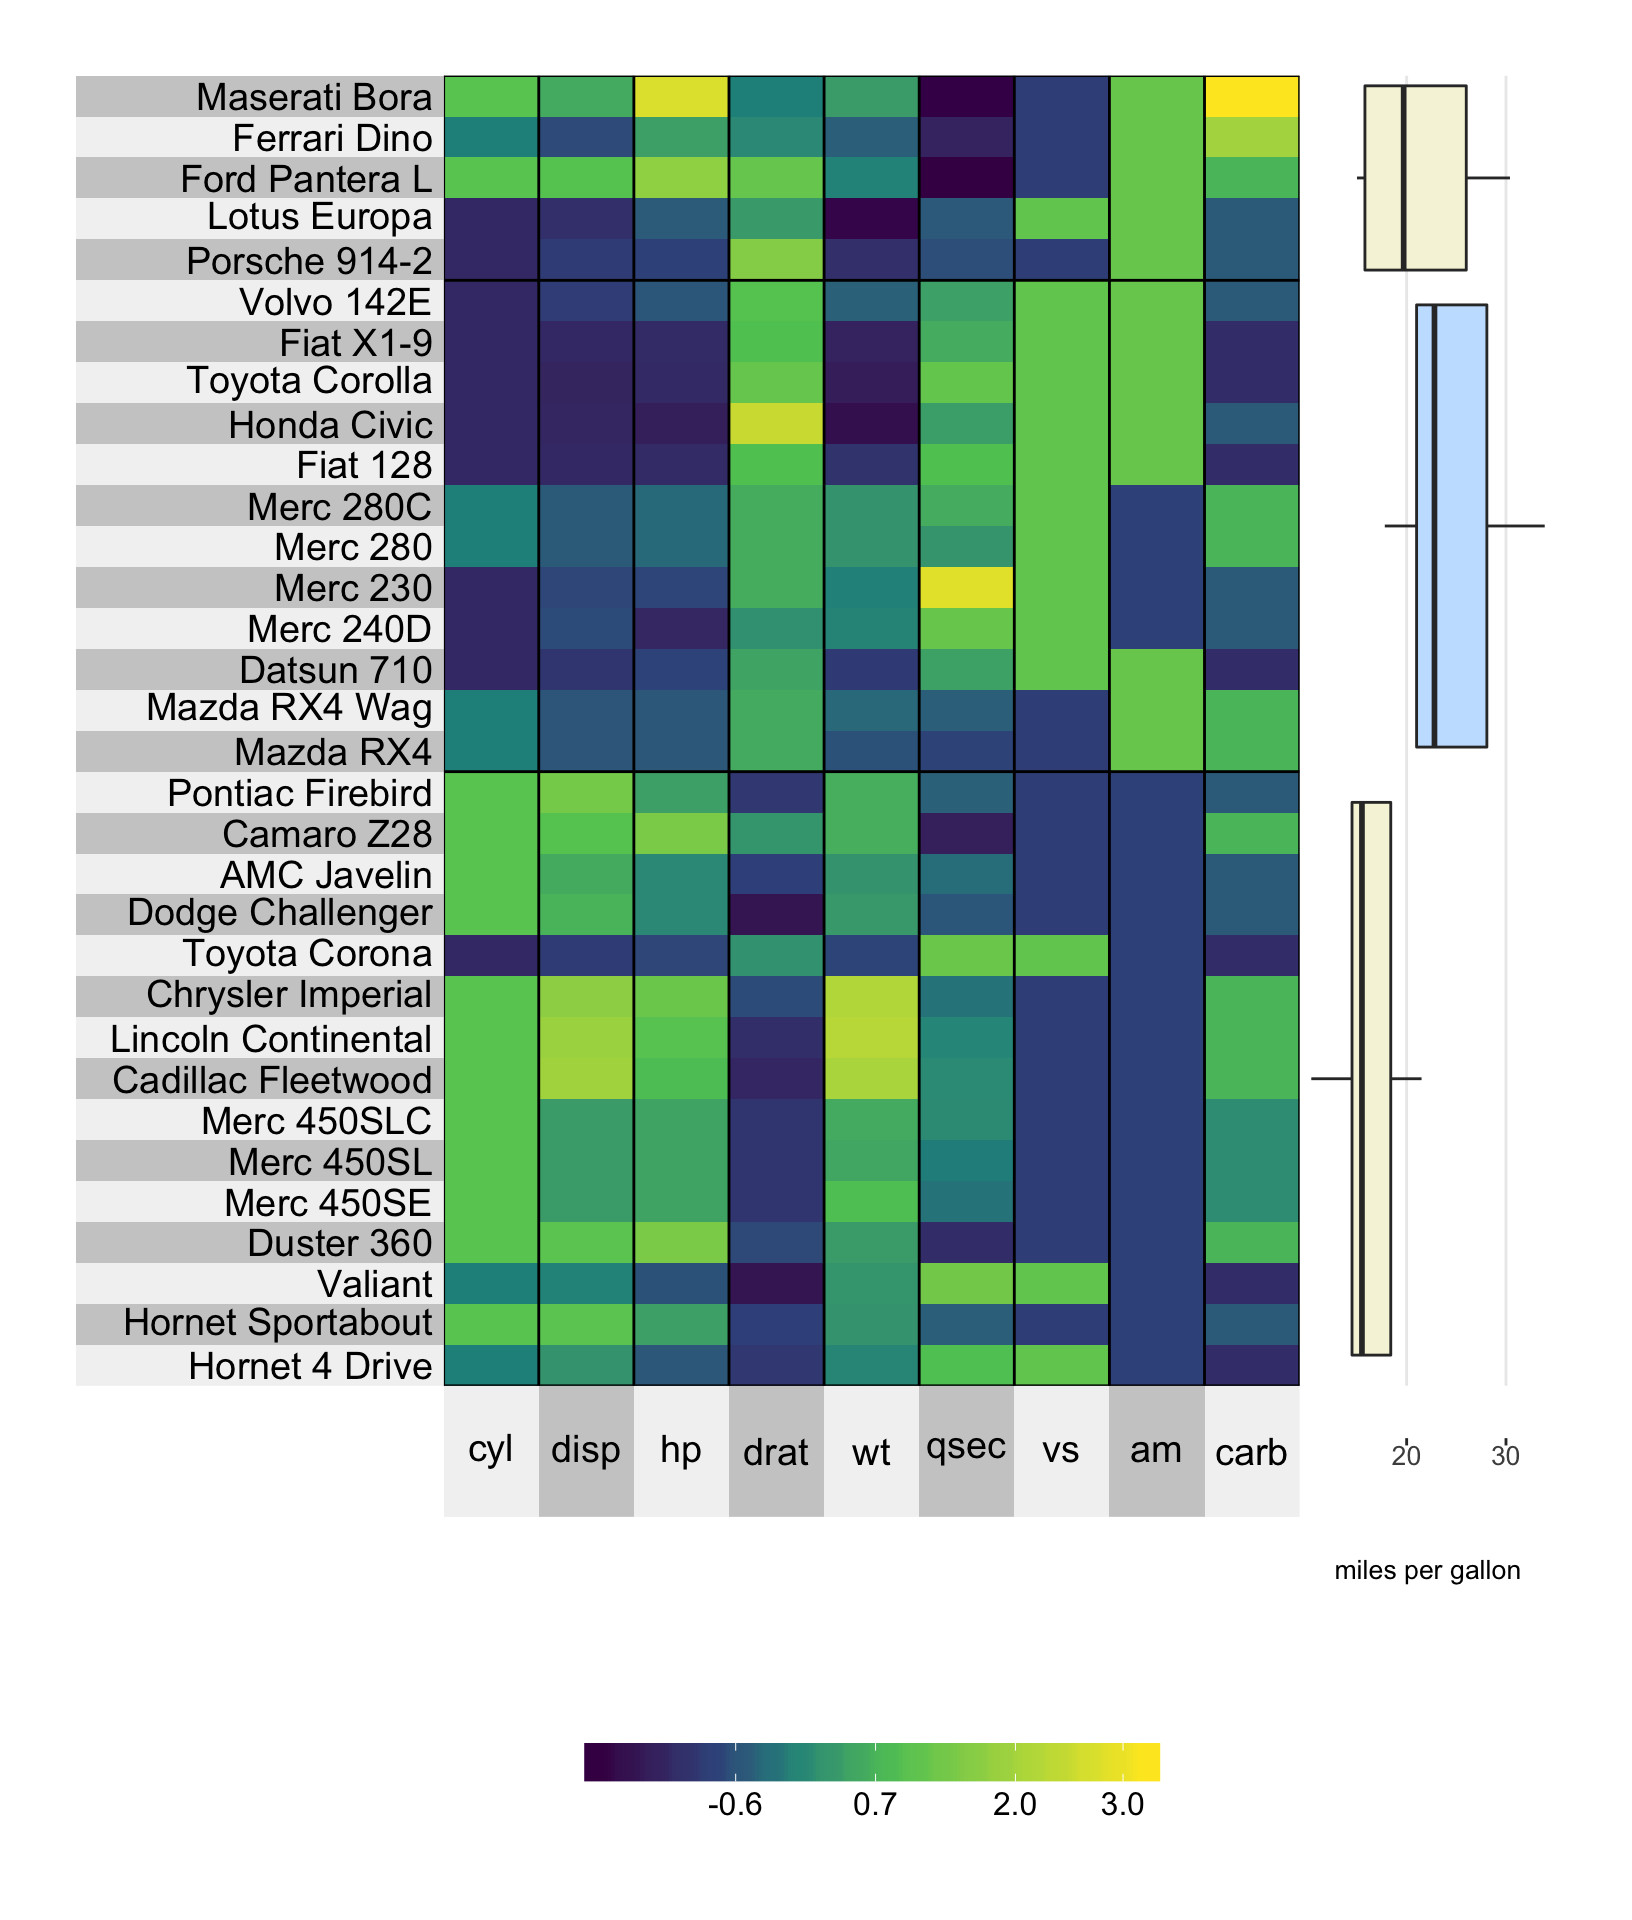 Maserati Bora
Ferrari Dino
Ford Pantera L
Lotus Europa
Porsche 914-2
Volvo 142E
Fiat X1-9
Toyota Corolla
Honda Civic
Fiat 128
Merc 280C
Merc 280
Merc 230
Merc 240D
Datsun 710
Mazda RX4 Wag
Mazda RX4
Pontiac Firebird
Camaro Z28
AMC Javelin
Dodge Challenger
Toyota Corona
Chrysler Imperial
Lincoln Continental
Cadillac Fleetwood
Merc 450SLC
Merc 450SL
Merc 450SE
Duster 360
Valiant
Hornet Sportabout
Hornet 4 Drive
cyl disp hp drat wt qsec vs am carb 20 30
miles per gallon
-0.6 0.7 2.0 3.0